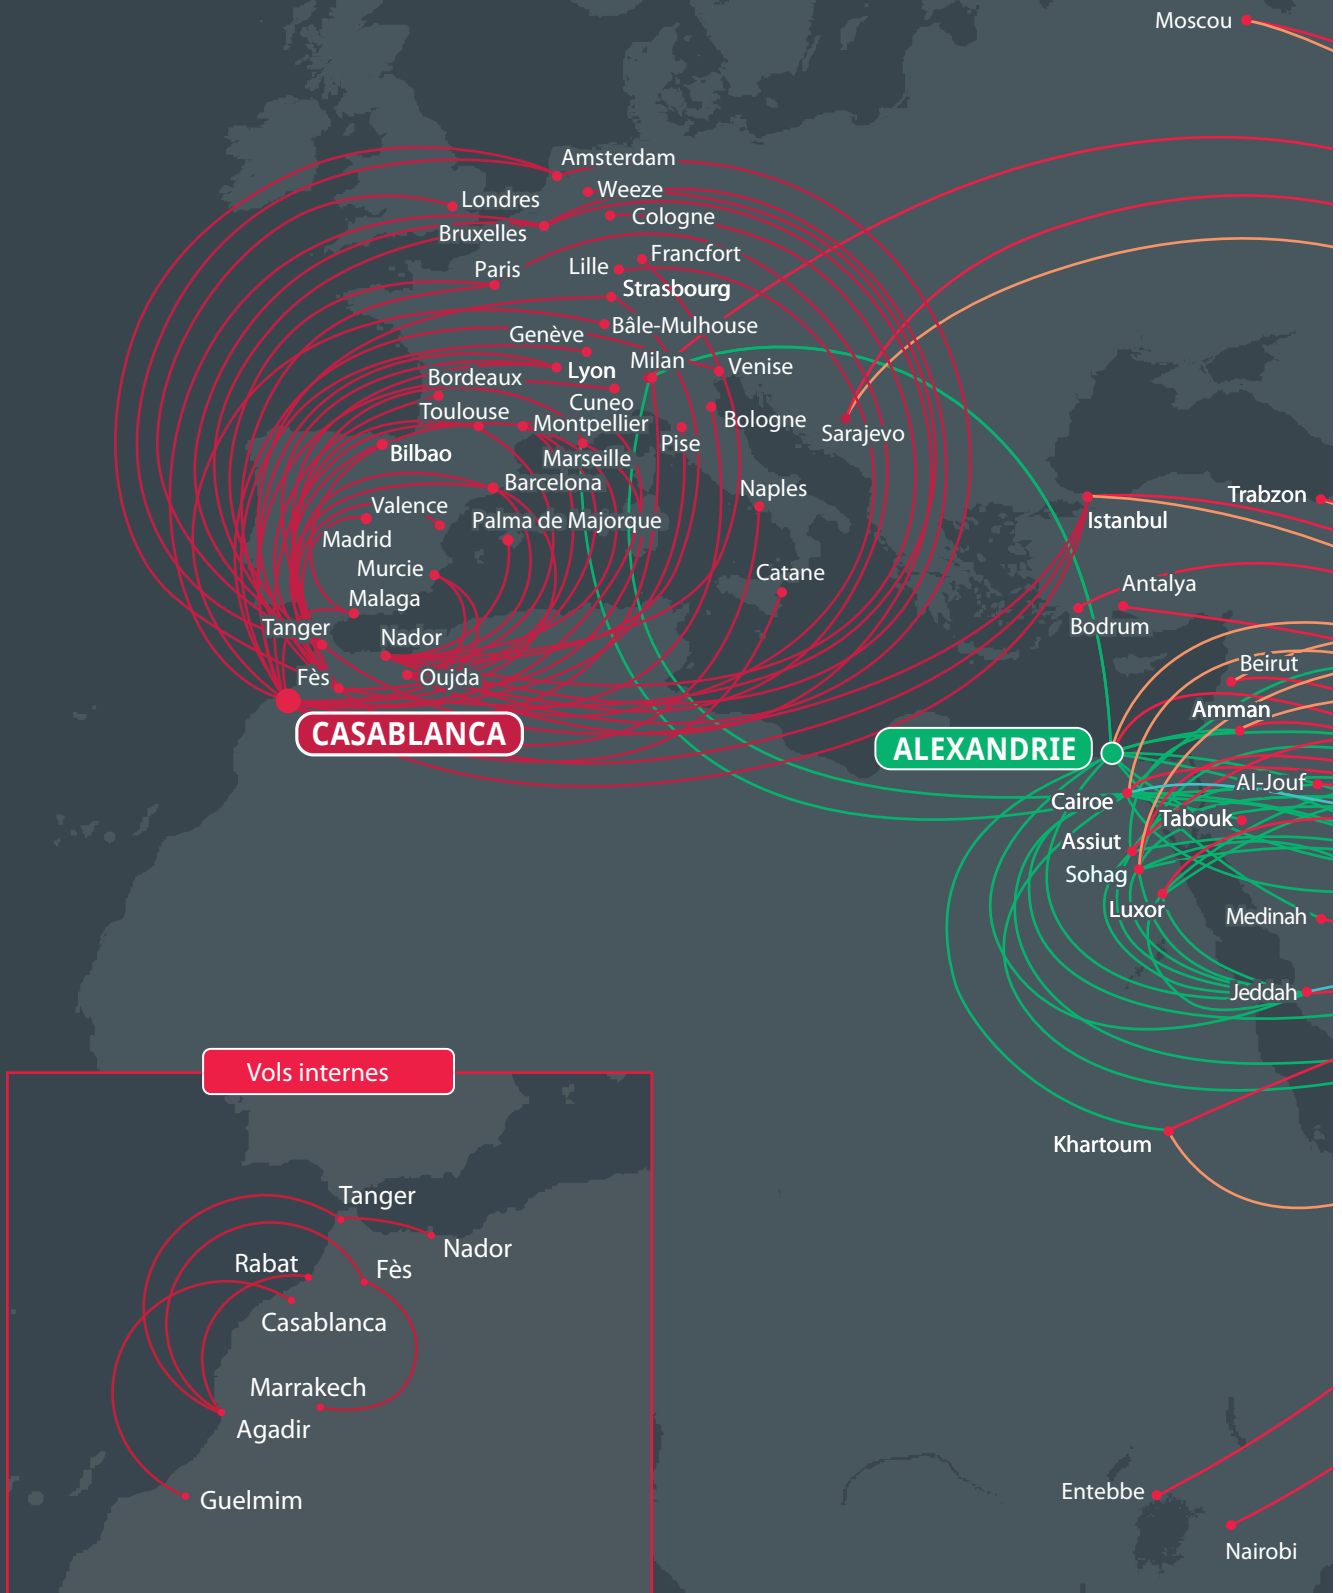 Moscou
Amsterdam
Weeze
Londres
Cologne
Bruxelles
Francfort
Lille
Paris
Strasbourg
Bâle-Mulhouse
Genève
Milan
Venise
Lyon
Bordeaux
Cuneo
Toulouse
Montpellier
Bologne
Sarajevo
Pise
Bilbao
Marseille
Barcelona
Naples
Trabzon
Valence
Palma de Majorque
Istanbul
Madrid
Murcie
Catane
Antalya
Malaga
Bodrum
Tanger
Nador
Beirut
Fès
Oujda
Amman
CASABLANCA
ALEXANDRIE
Al-Jouf
Cairoe
Tabouk
Assiut
Sohag
Luxor
Medinah
Jeddah
Vols internes
Khartoum
Tanger
Nador
Rabat
Fès
Casablanca
Marrakech
Agadir
Entebbe
Guelmim
Nairobi